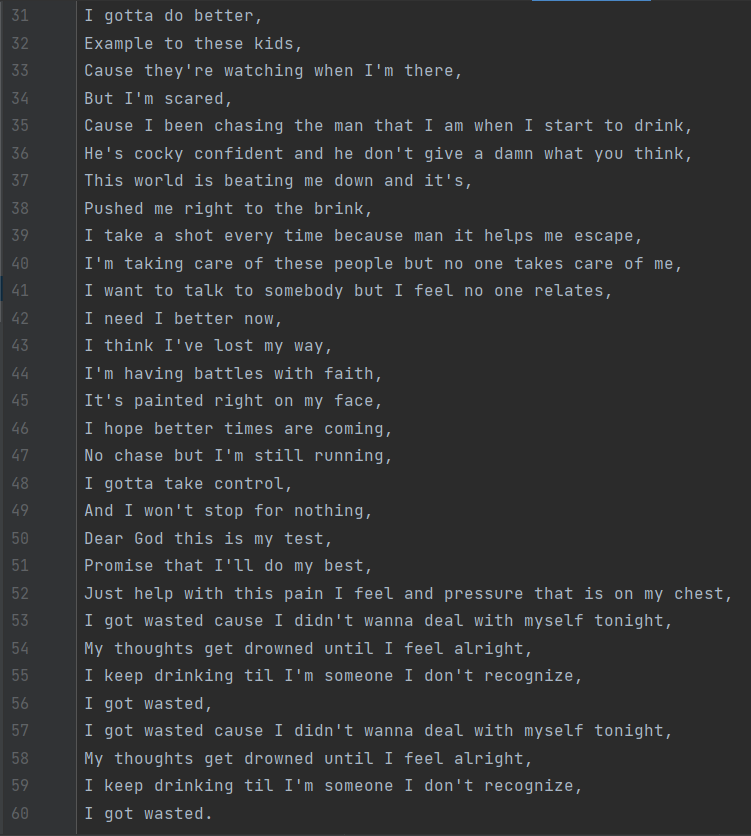 31 I gotta do better,
32 Example to these kids,
33 Cause they're watching when I'm there,
34 But I'm scared,
35 Cause I been chasing the man that I am when I start to drink,
36 He's cocky confident and he don't give a damn what you think,
37 This world is beating me down and it's,
38 Pushed me right to the brink,
39 I take a shot every time because man it helps me escape,
40 I'm taking care of these people but no one takes care of me,
41 I want to talk to somebody but I feel no one relates,
42 I need I better now,
43 I think I've lost my way,
44 I'm having battles with faith,
45 It's painted right on my face,
46 I hope better times are coming,
47 No chase but I'm still running,
48 I gotta take control,
49 And I won't stop for nothing,
50 Dear God this is my test,
51 Promise that I'll do my best,
52 Just help with this pain I feel and pressure that is on my chest,
53 I got wasted cause I didn't wanna deal with myself tonight,
54 My thoughts get drowned until I feel alright,
55 I keep drinking til I'm someone I don't recognize,
56 I got wasted,
57 I got wasted cause I didn't wanna deal with myself tonight,
58 My thoughts get drowned until I feel alright,
59 I keep drinking til I'm someone I don't recognize,
60 I got wasted.